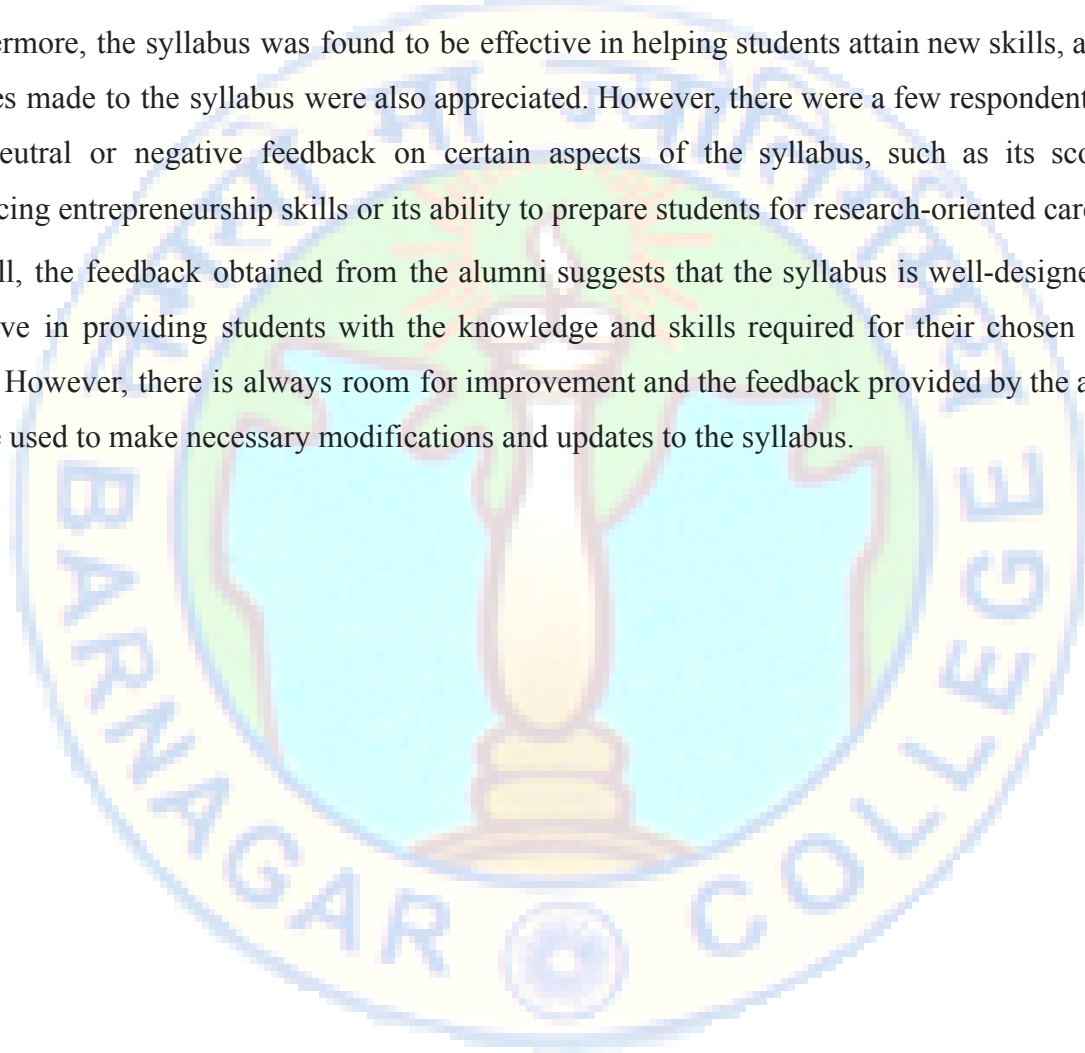 ermore, the syllabus was found to be effective in helping students attain new skills, a
es made to the syllabus were also appreciated. However, there were a few respondent
eutral or negative feedback on certain aspects of the syllabus, such as its sco
cing entrepreneurship skills or its ability to prepare students for research-oriented car
ll, the feedback obtained from the alumni suggests that the syllabus is well-designe
ve in providing students with the knowledge and skills required for their chosen
However, there is always room for improvement and the feedback provided by the a
e used to make necessary modifications and updates to the syllabus.
तमसो मा ज्योतिर्गमय
BARNAGAR COLLEGE